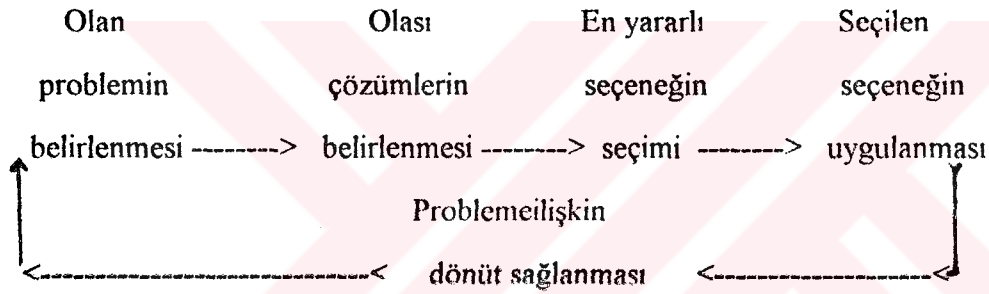 Olan Olası En yararlı Seçilen
problemin çözümlerin seçeneğin seçeneğin
belirlenmesi --------> belirlenmesi --------> seçimi --------> uygulanması
Problemeilişkin
<----------------------------< dönüt sağlanması <------------------<